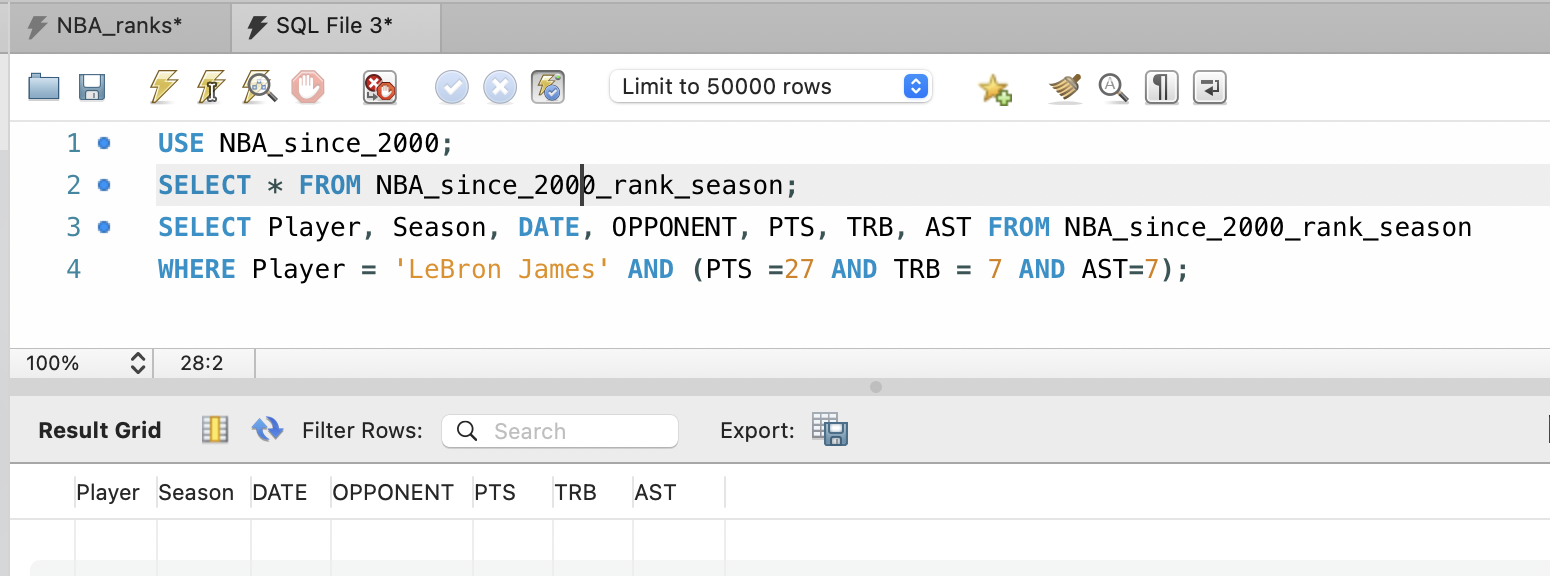 NBA_ranks* SQL File 3*
Limit to 50000 rows
1 USE NBA_since_2000;
2 SELECT * FROM NBA_since_2000_rank_season;
3 SELECT Player, Season, DATE, OPPONENT, PTS, TRB, AST FROM NBA_since_2000_rank_season
4 WHERE Player = 'LeBron James' AND (PTS =27 AND TRB = 7 AND AST=7);
100% 28:2
Result Grid Filter Rows: Search Export:
Player Season DATE OPPONENT PTS TRB AST